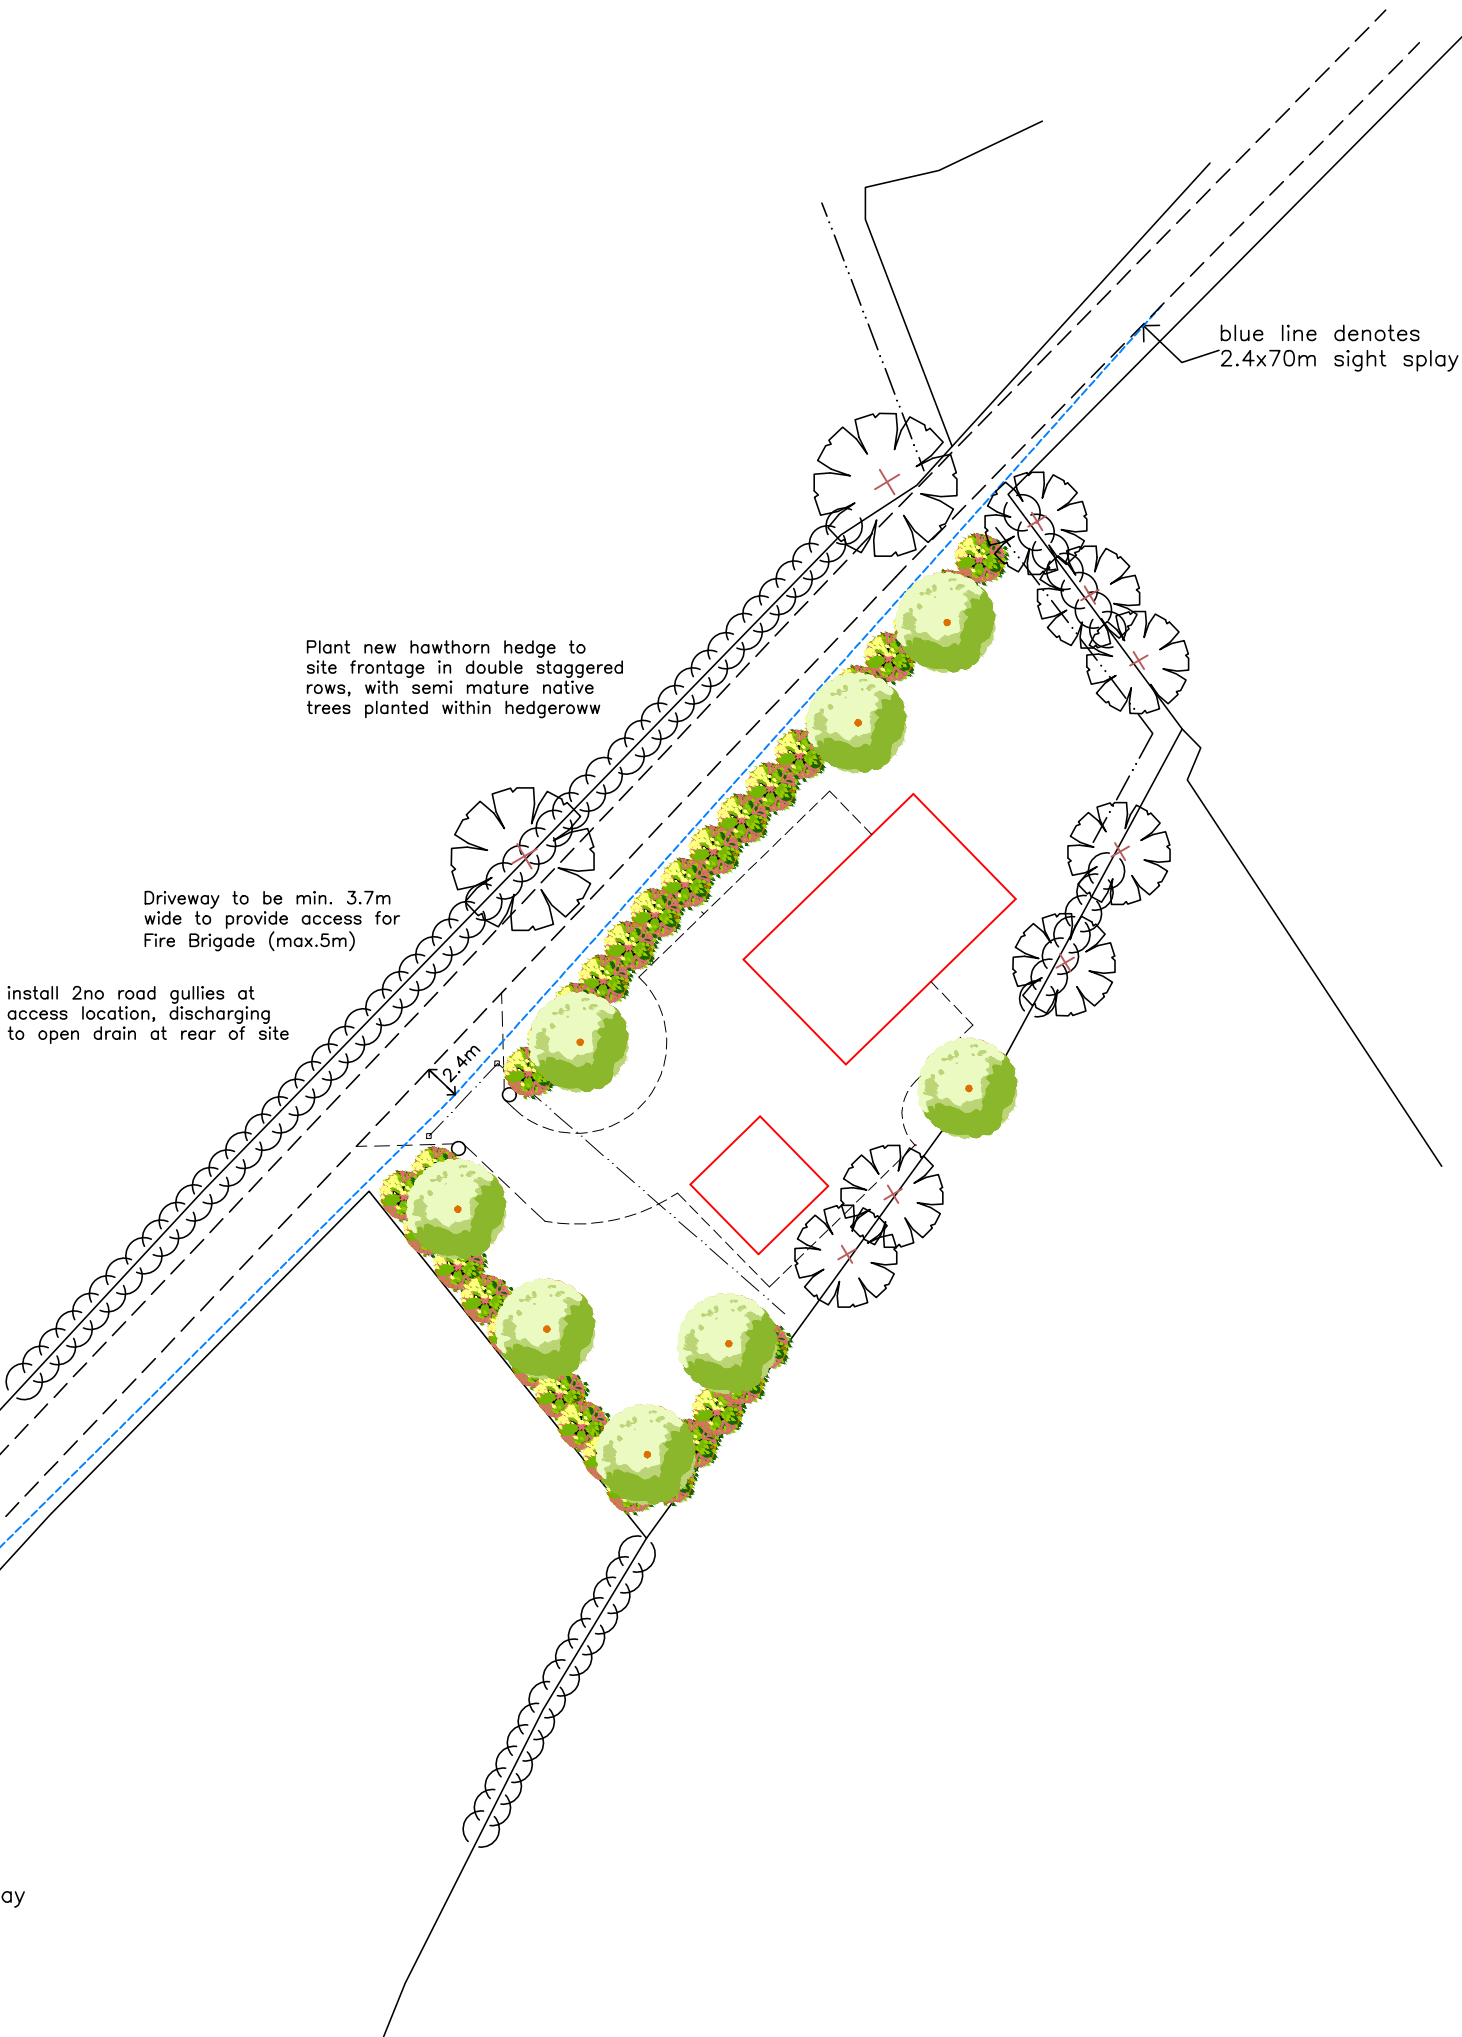 blue line denotes
2.4x70m sight splay
Plant new hawthorn hedge to
site frontage in double staggered
rows, with semi mature native
trees planted within hedgeroww
Driveway to be min. 3.7m
wide to provide access for
Fire Brigade (max.5m)
install 2no road gullies at
access location, discharging
to open drain at rear of site
2.4m
ay